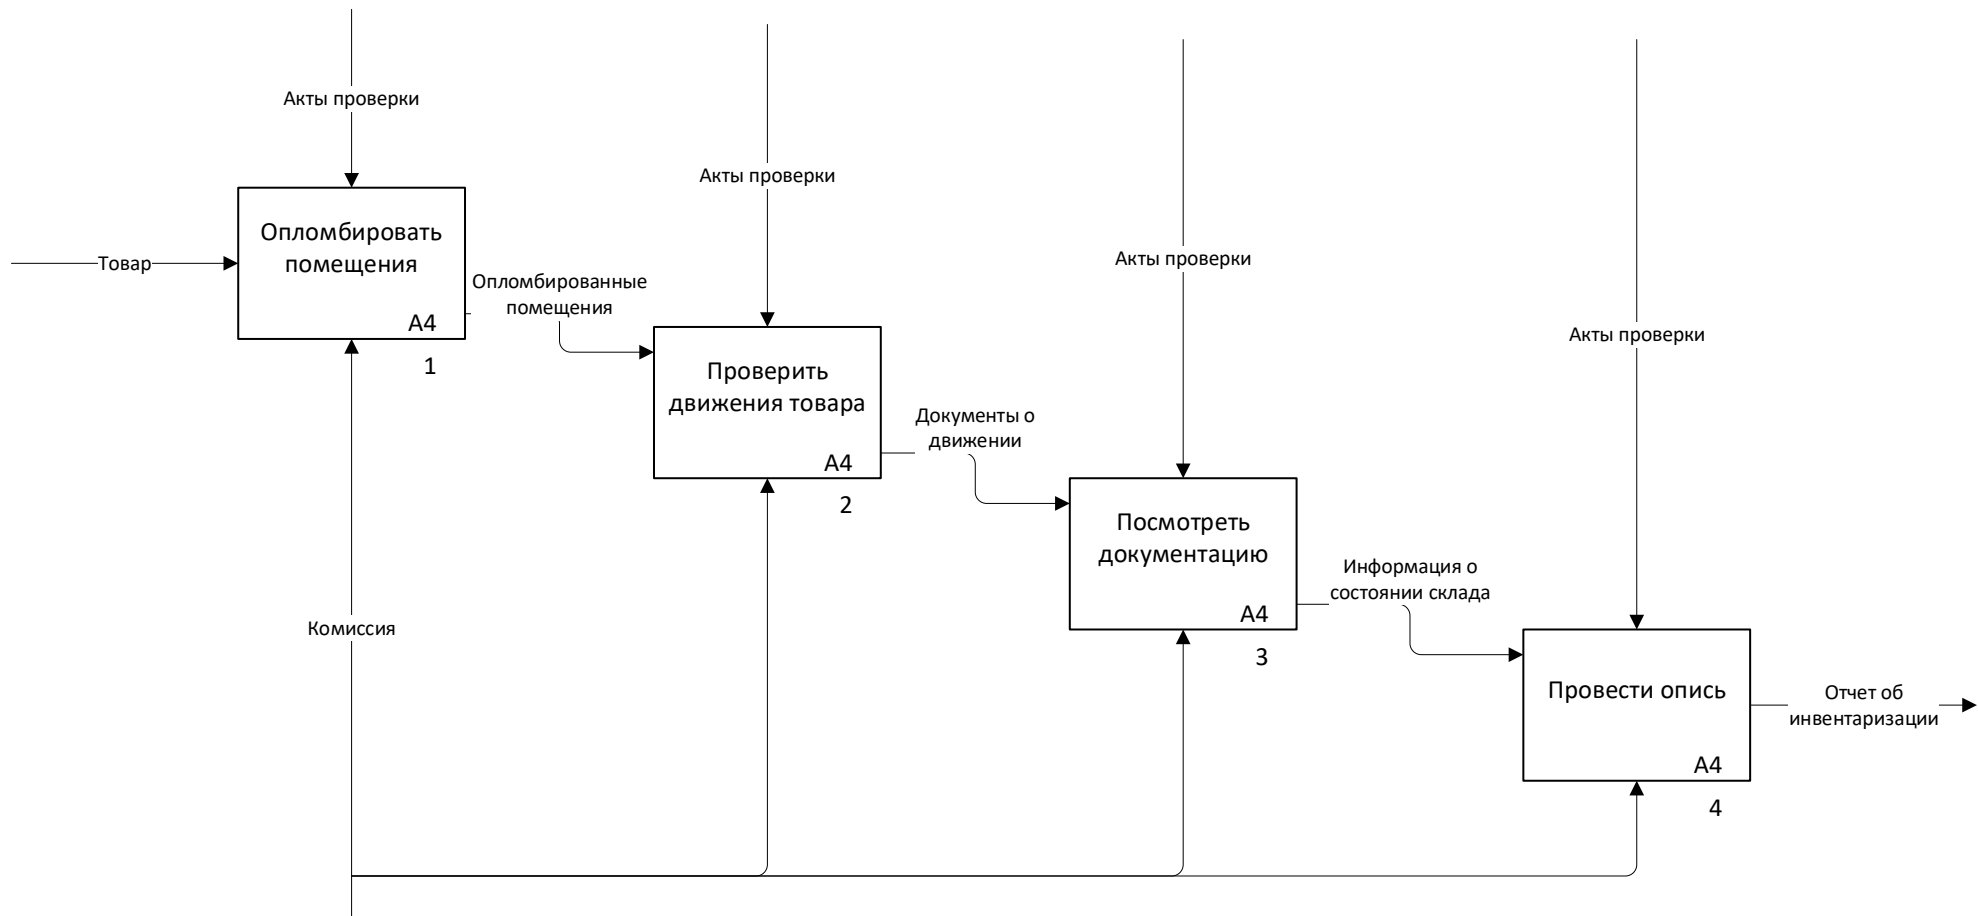 Акты проверки
Опломбировать
помещения
A4
1
Товар
Опломбированные
помещения
Акты проверки
Проверить
движения товара
A4
2
Документы о
движении
Акты проверки
Посмотреть
документацию
A4
3
Информация о
состоянии склада
Акты проверки
Провести опись
A4
4
Отчет об
инвентаризации
Комиссия